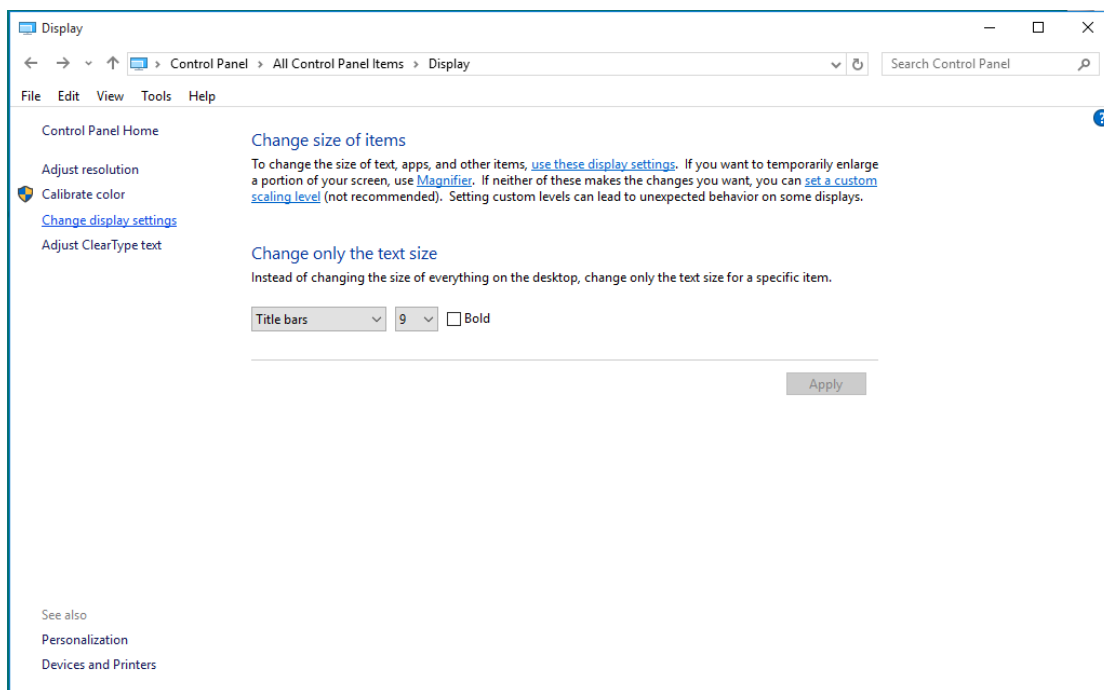 Display
Control Panel > All Control Panel Items > Display
Search Control Panel
File Edit View Tools Help
Control Panel Home
Adjust resolution
Calibrate color
Change display settings
Adjust ClearType text
Change size of items
To change the size of text, apps, and other items, use these display settings. If you want to temporarily enlarge
a portion of your screen, use Magnifier. If neither of these makes the changes you want, you can set a custom
scaling level (not recommended). Setting custom levels can lead to unexpected behavior on some displays.
Change only the text size
Instead of changing the size of everything on the desktop, change only the text size for a specific item.
Title bars 9 Bold
Apply
See also
Personalization
Devices and Printers